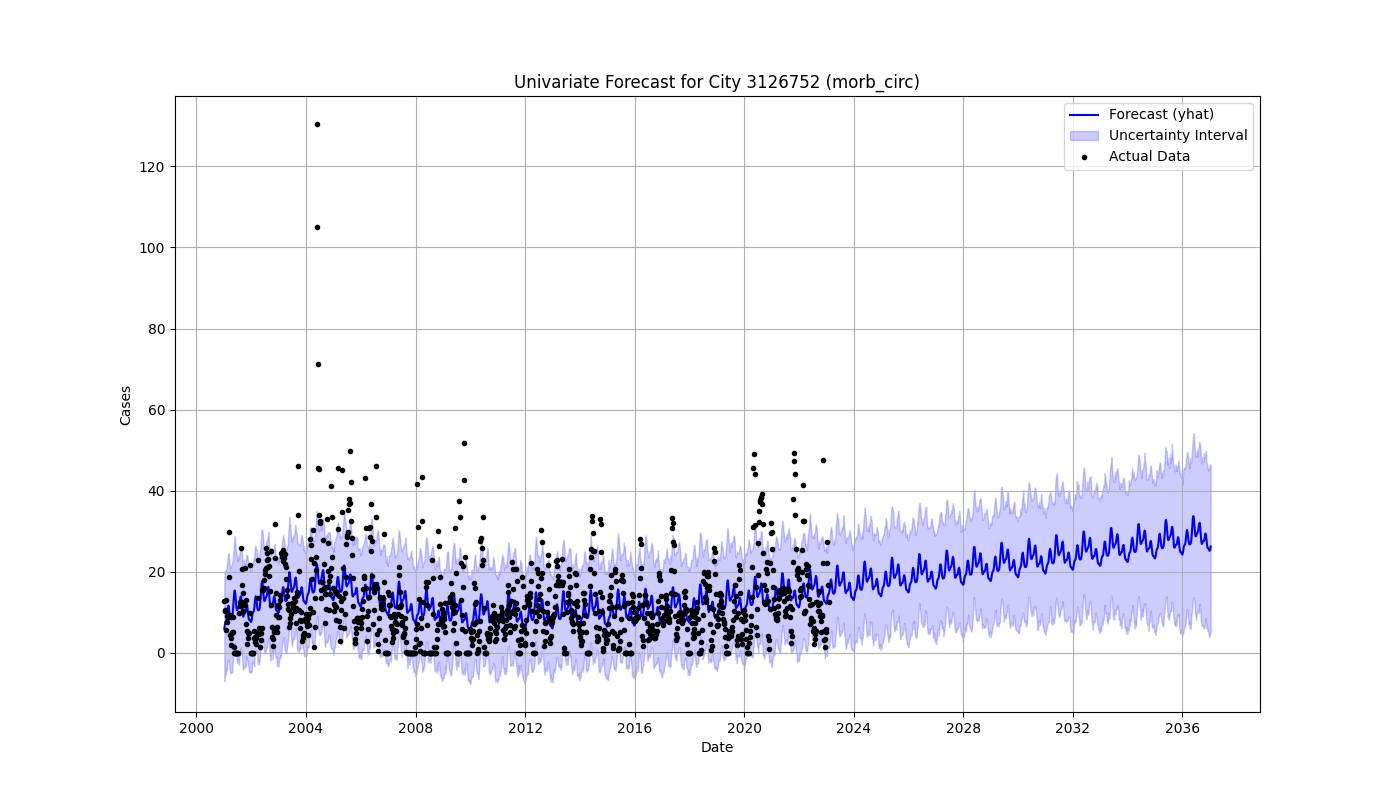 Univariate Forecast for City 3126752 (morb_circ)
Forecast (yhat)
Uncertainty Interval
Actual Data
120
100
80
60
40
20
0
Cases
2000 2004 2008 2012 2016 2020 2024 2028 2032 2036
Date